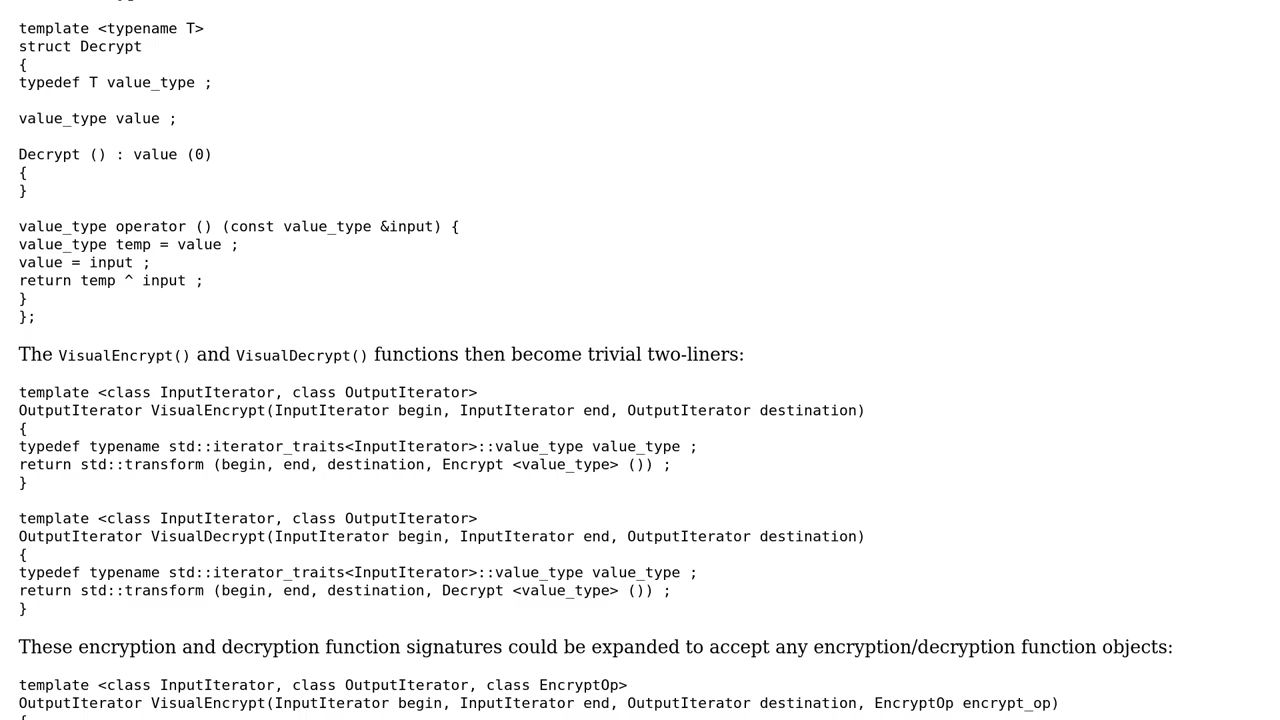 template <typename T>
struct Decrypt
{
typedef T value_type ;
value_type value ;
Decrypt () : value (0)
{
}
value_type operator () (const value_type &input) {
value_type temp = value ;
value = input ;
return temp ^ input ;
}
};
The VisualEncrypt() and VisualDecrypt() functions then become trivial two-liners:
template <class InputIterator, class OutputIterator>
OutputIterator VisualEncrypt(InputIterator begin, InputIterator end, OutputIterator destination)
{
typedef typename std::iterator_traits<InputIterator>::value_type value_type ;
return std::transform (begin, end, destination, Encrypt <value_type> ()) ;
}
template <class InputIterator, class OutputIterator>
OutputIterator VisualDecrypt(InputIterator begin, InputIterator end, OutputIterator destination)
{
typedef typename std::iterator_traits<InputIterator>::value_type value_type ;
return std::transform (begin, end, destination, Decrypt <value_type> ()) ;
}
These encryption and decryption function signatures could be expanded to accept any encryption/decryption function objects:
template <class InputIterator, class OutputIterator, class EncryptOp>
OutputIterator VisualEncrypt(InputIterator begin, InputIterator end, OutputIterator destination, EncryptOp encrypt_op)
{